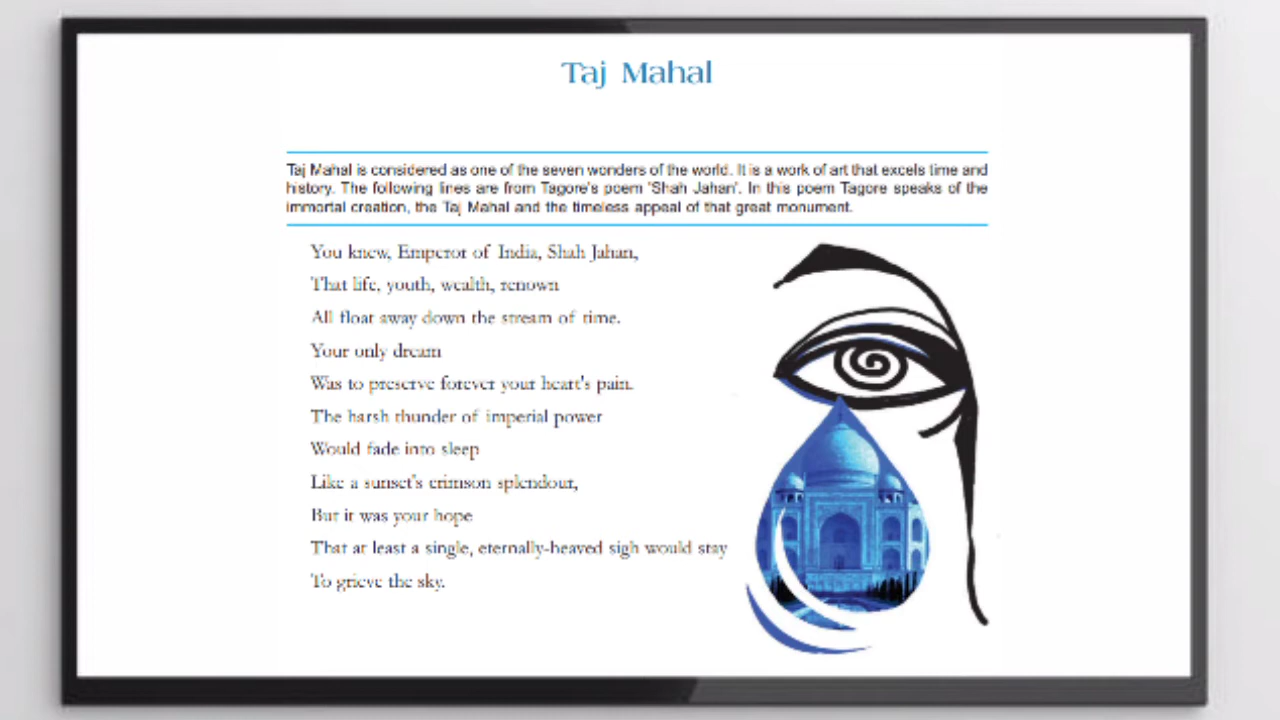 Taj Mahal
Taj Mahal is considered as one of the seven wonders of the world. It is a work of art that excels time and
history. The following lines are from Tagore's poem 'Shah Jahan'. In this poem Tagore speaks of the
immortal creation, the Taj Mahal and the timeless appeal of that great monument.
You knew, Emperor of India, Shah Jahan,
That life, youth, wealth, renown
All float away down the stream of time.
Your only dream
Was to preserve forever your heart's pain.
The harsh thunder of imperial power
Would fade into sleep
Like a sunset's crimson splendour,
But it was your hope
That at least a single, eternally-heaved sigh would stay
To grieve the sky.